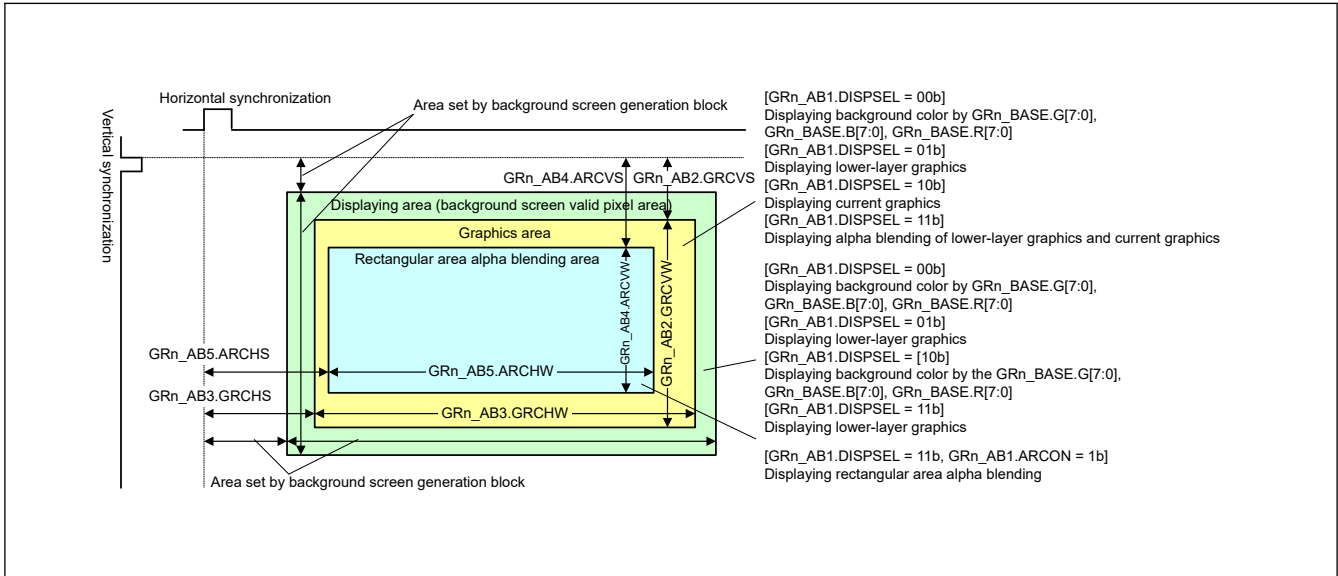 Horizontal synchronization
Area set by background screen generation block
Vertical synchronization
GRn_AB4.ARCVS
GRn_AB2.GRCVS
Displaying area (background screen valid pixel area)
Graphics area
Rectangular area alpha blending area
GRn_AB4.ARCVW
GRn_AB2.GRCVW
GRn_AB5.ARCHS
GRn_AB5.ARCHW
GRn_AB3.GRCHS
GRn_AB3.GRCHW
Area set by background screen generation block
[GRn_AB1.DISPSEL = 00b]
Displaying background color by GRn_BASE.G[7:0],
GRn_BASE.B[7:0], GRn_BASE.R[7:0]
[GRn_AB1.DISPSEL = 01b]
Displaying lower-layer graphics
[GRn_AB1.DISPSEL = 10b]
Displaying current graphics
[GRn_AB1.DISPSEL = 11b]
Displaying alpha blending of lower-layer graphics and current graphics
[GRn_AB1.DISPSEL = 00b]
Displaying background color by GRn_BASE.G[7:0],
GRn_BASE.B[7:0], GRn_BASE.R[7:0]
[GRn_AB1.DISPSEL = 01b]
Displaying lower-layer graphics
[GRn_AB1.DISPSEL = [10b]
Displaying background color by the GRn_BASE.G[7:0],
GRn_BASE.B[7:0], GRn_BASE.R[7:0]
[GRn_AB1.DISPSEL = 11b]
Displaying lower-layer graphics
[GRn_AB1.DISPSEL = 11b, GRn_AB1.ARCON = 1b]
Displaying rectangular area alpha blending